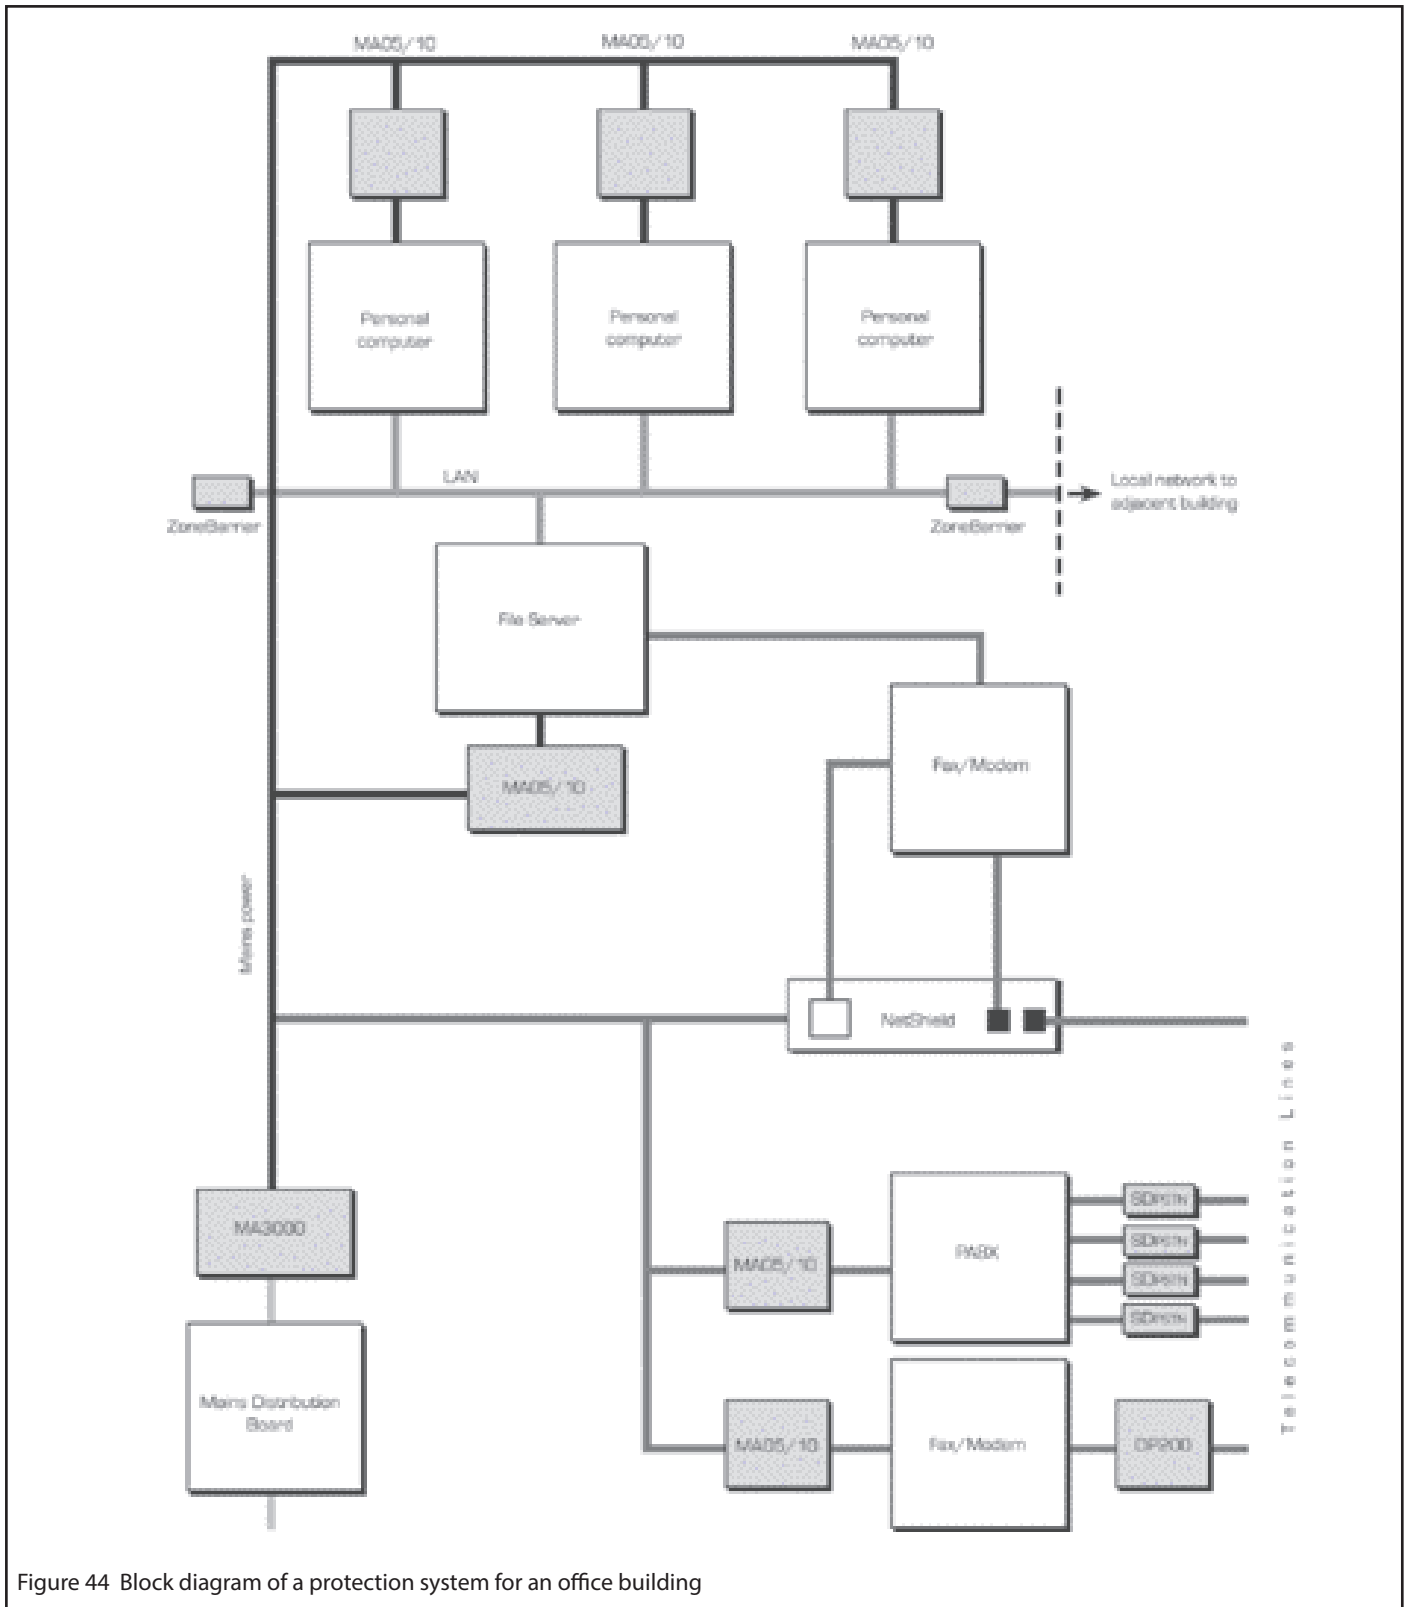 MA05/10
MA05/10
MA05/10
Personal
computer
Personal
computer
Personal
computer
LAN
ZoneBarrier
ZoneBarrier
Local network to
adjacent building
File Server
MA05/10
Fax/Modem
Mains power
NetShield
Telecommunication Lines
MA3000
MA05/10
PABX
SDPSTN
SDPSTN
SDPSTN
SDPSTN
Mains Distribution
Board
MA05/10
Fax/Modem
DP200
Figure 44 Block diagram of a protection system for an office building